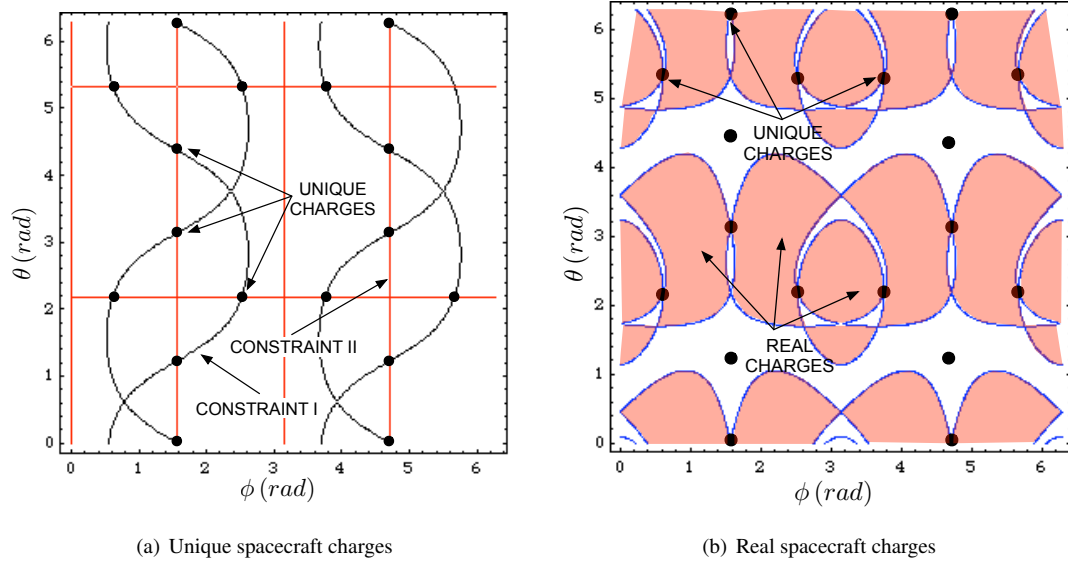 6
5
4
3
2
1
0
θ (rad)
UNIQUE
CHARGES
CONSTRAINT II
CONSTRAINT I
0
1
2
3
4
5
6
ϕ (rad)
(a) Unique spacecraft charges
6
5
4
3
2
1
0
θ (rad)
UNIQUE
CHARGES
REAL
CHARGES
0
1
2
3
4
5
6
ϕ (rad)
(b) Real spacecraft charges